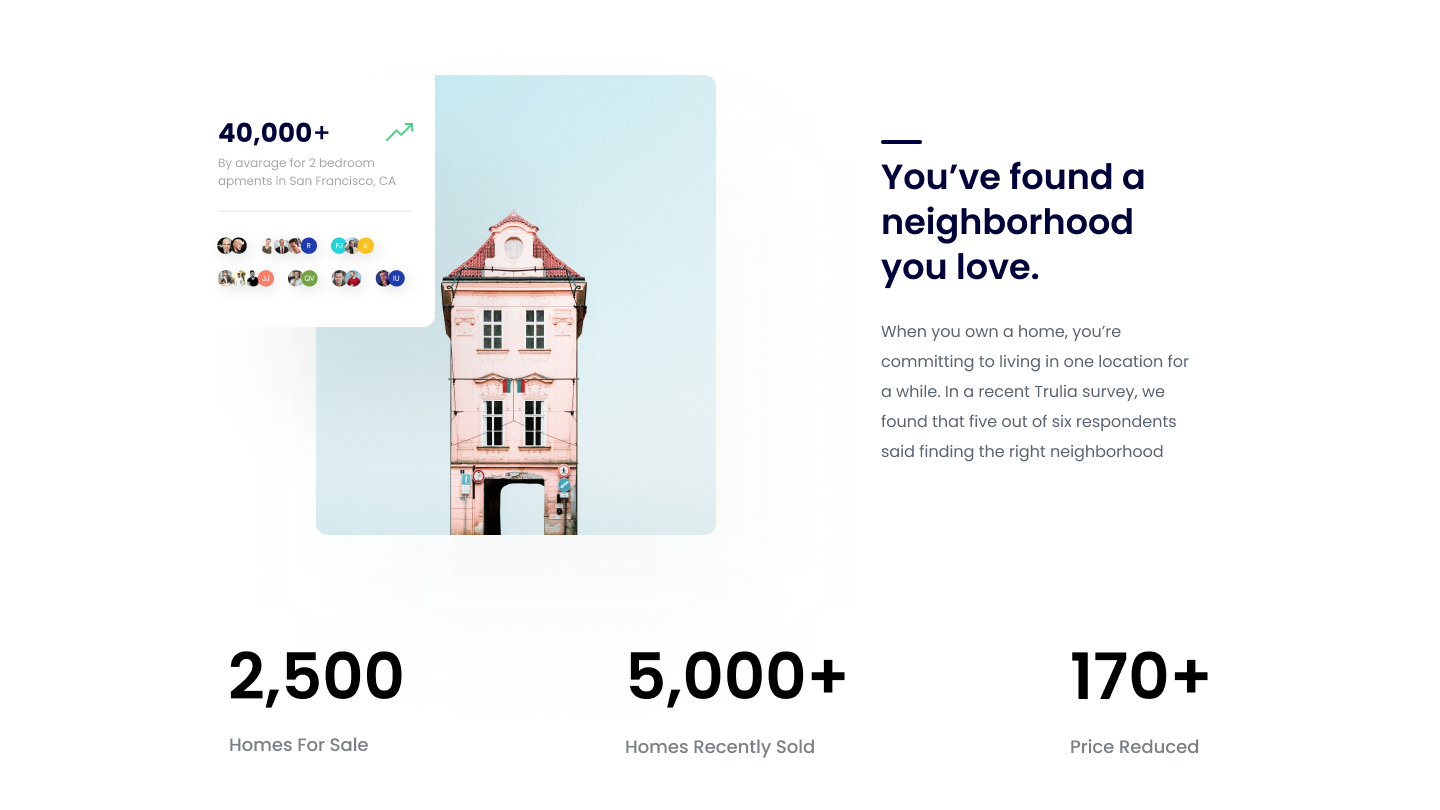 40,000+
By avarage for 2 bedroom
apments in San Francisco, CA
R
FJ
S
JJ
QV
IU
You’ve found a
neighborhood
you love.
When you own a home, you’re
committing to living in one location for
a while. In a recent Trulia survey, we
found that five out of six respondents
said finding the right neighborhood
2,500
Homes For Sale
5,000+
Homes Recently Sold
170+
Price Reduced